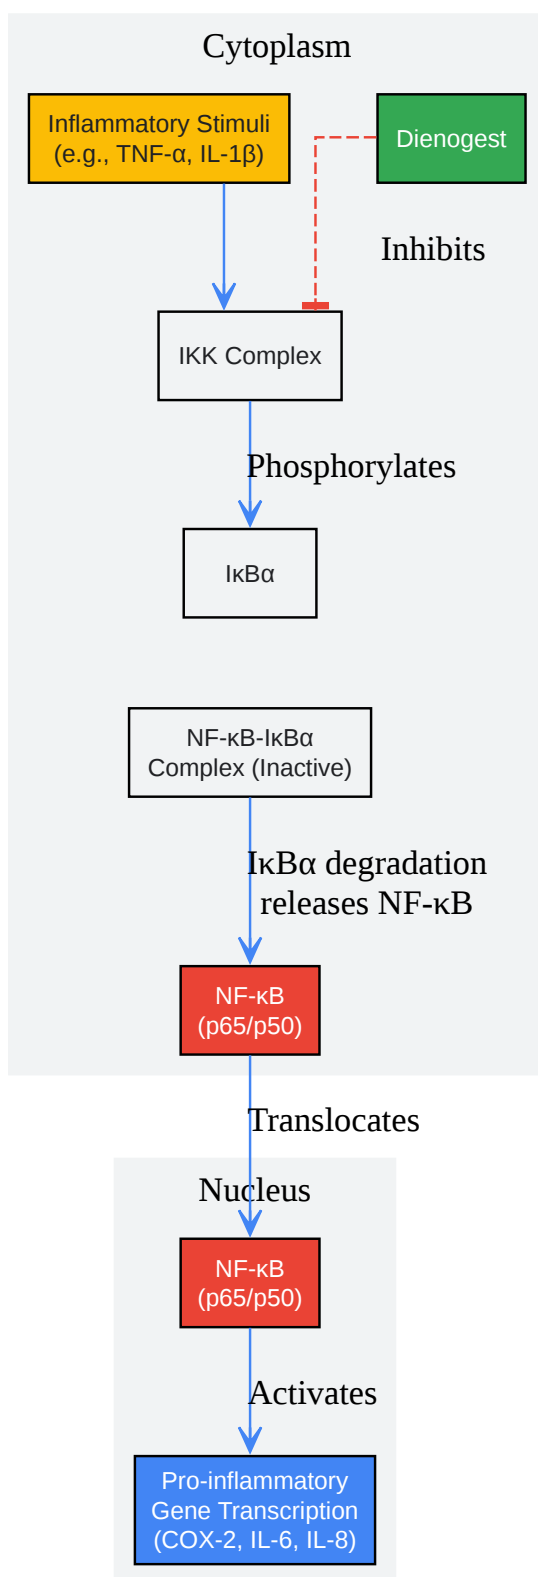 Cytoplasm
Inflammatory Stimuli
(e.g., TNF-α, IL-1β)
Dienogest
Inhibits
IKK Complex
Phosphorylates
IκBα
NF-κB-IκBα
Complex (Inactive)
IκBα degradation
releases NF-κB
NF-κB
(p65/p50)
Translocates
Nucleus
NF-κB
(p65/p50)
Activates
Pro-inflammatory
Gene Transcription
(COX-2, IL-6, IL-8)